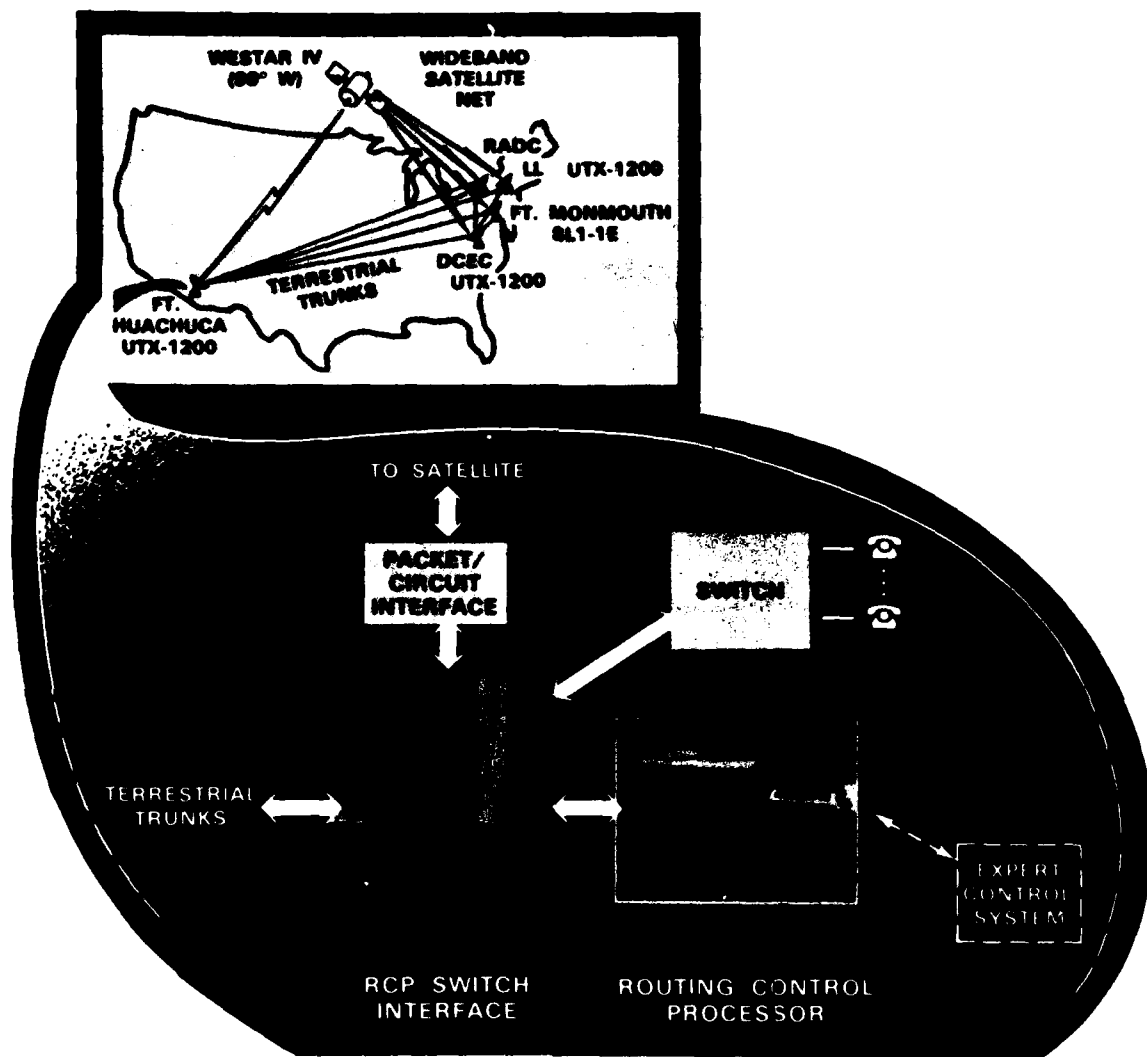 WESTAR IV
(99° W)
WIDEBAND
SATELLITE
NET
RADC
LL
UTX-1200
FT. MONMOUTH
SL1-1E
DCEC
UTX-1200
TERRESTRIAL
TRUNKS
FT.
HUACHUCA
UTX-1200
TO SATELLITE
PACKET/
CIRCUIT
INTERFACE
SWITCH
TERRESTRIAL
TRUNKS
EXPERT
CONTROL
SYSTEM
RCP SWITCH
INTERFACE
ROUTING CONTROL
PROCESSOR